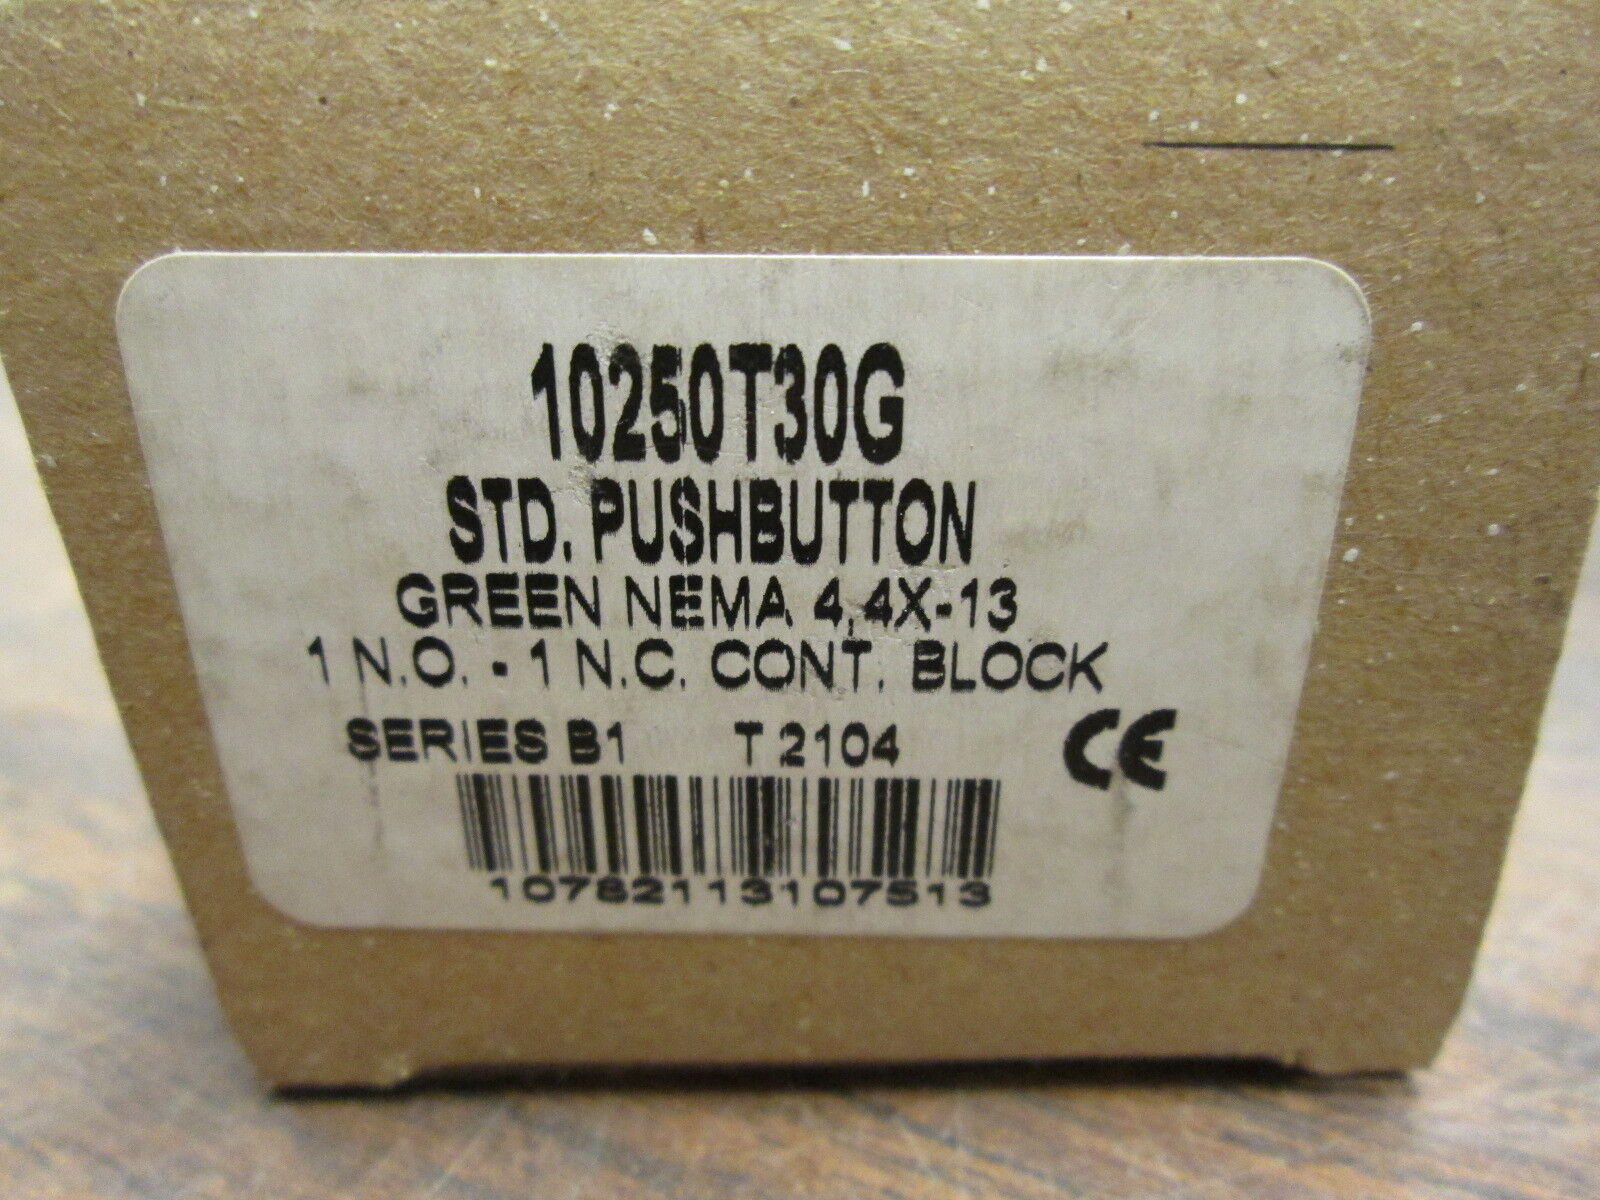 10250T30G
STD. PUSHBUTTON
GREEN NEMA 4,4X-13
1 N.O. - 1 N.C. CONT. BLOCK
SERIES B1 T 2104 CE
10782113107513